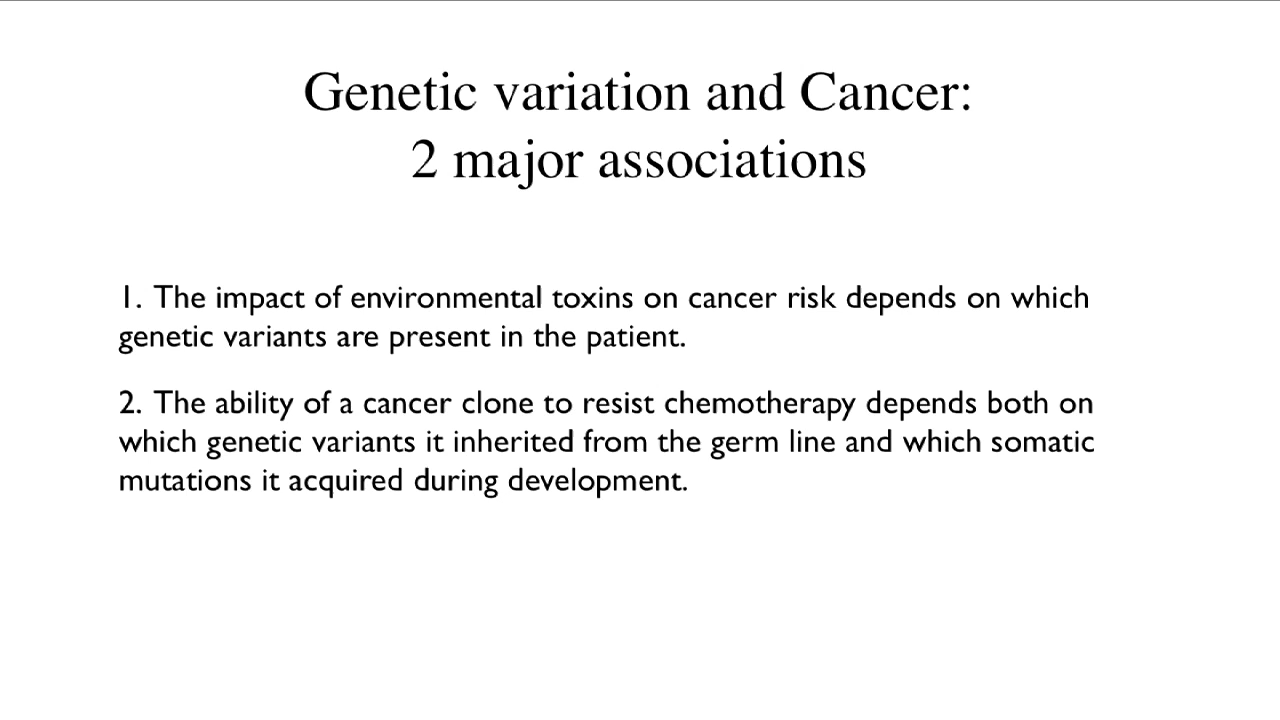 Genetic variation and Cancer:
2 major associations
1. The impact of environmental toxins on cancer risk depends on which
genetic variants are present in the patient.
2. The ability of a cancer clone to resist chemotherapy depends both on
which genetic variants it inherited from the germ line and which somatic
mutations it acquired during development.